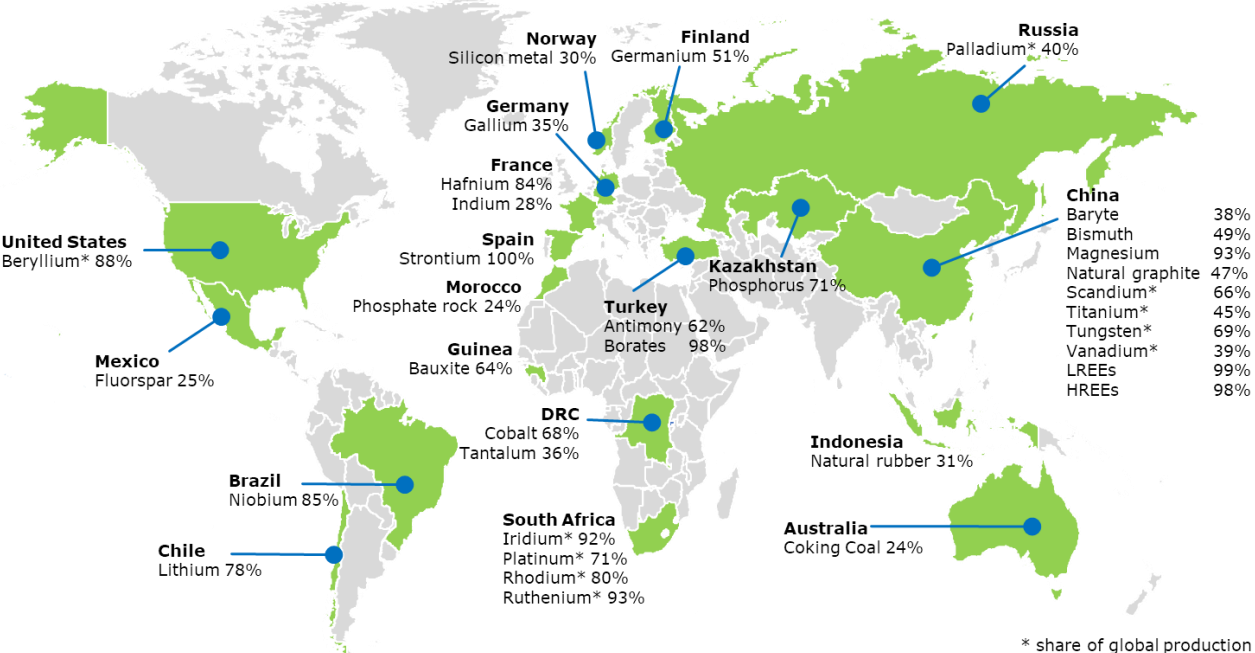 Norway
Silicon metal 30%
Finland
Germanium 51%
Russia
Palladium* 40%
Germany
Gallium 35%
France
Hafnium 84%
Indium 28%
United States
Beryllium* 88%
Spain
Strontium 100%
Morocco
Phosphate rock 24%
Kazakhstan
Phosphorus 71%
Turkey
Antimony 62%
Borates 98%
China
Baryte 38%
Bismuth 49%
Magnesium 93%
Natural graphite 47%
Scandium* 66%
Titanium* 45%
Tungsten* 69%
Vanadium* 39%
LREEs 99%
HREEs 98%
Mexico
Fluorspar 25%
Guinea
Bauxite 64%
DRC
Cobalt 68%
Tantalum 36%
Indonesia
Natural rubber 31%
Brazil
Niobium 85%
South Africa
Iridium* 92%
Platinum* 71%
Rhodium* 80%
Ruthenium* 93%
Australia
Coking Coal 24%
Chile
Lithium 78%
* share of global production